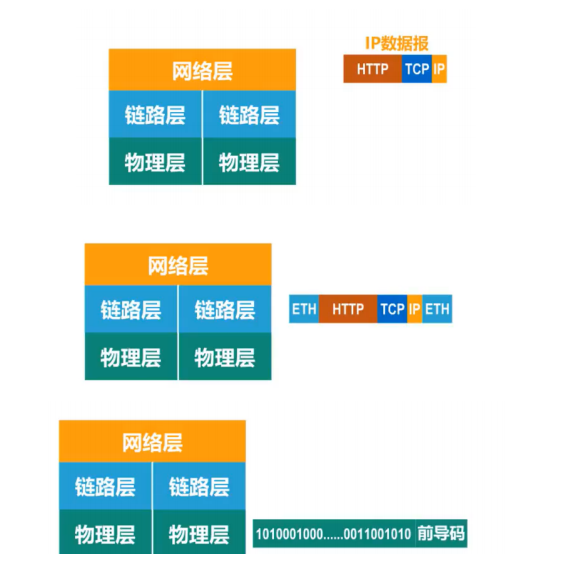 IP数据报
网络层 HTTP TCP IP
链路层 链路层
物理层 物理层
网络层
链路层 链路层 ETH HTTP TCP IP ETH
物理层 物理层
网络层
链路层 链路层
物理层 物理层 1010001000......0011001010 前导码